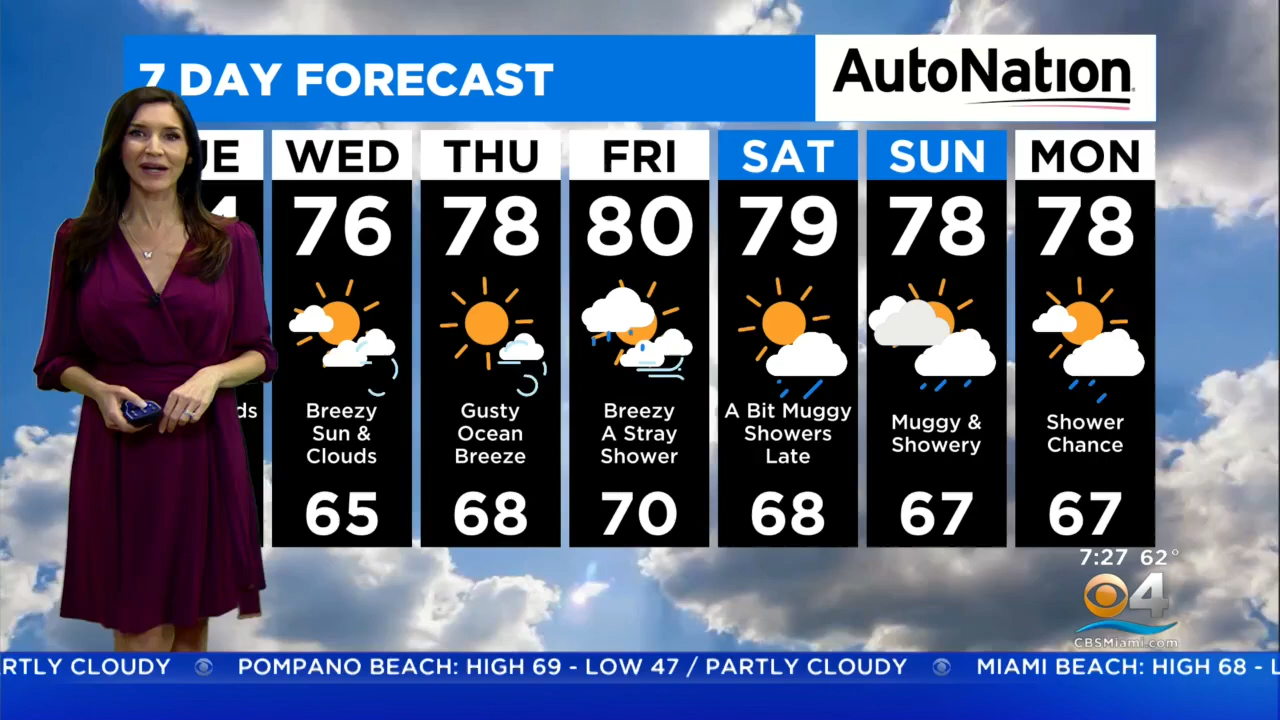 7 DAY FORECAST
AutoNation
WED
THU
FRI
SAT
SUN
MON
76
78
80
79
78
78
Breezy
Sun &
Clouds
Gusty
Ocean
Breeze
Breezy
A Stray
Shower
A Bit Muggy
Showers
Late
Muggy &
Showery
Shower
Chance
65
68
70
68
67
67
7:27 62°
4
CBSMiami.com
RTLY CLOUDY POMPANO BEACH: HIGH 69 - LOW 47 / PARTLY CLOUDY MIAMI BEACH: HIGH 68 - L